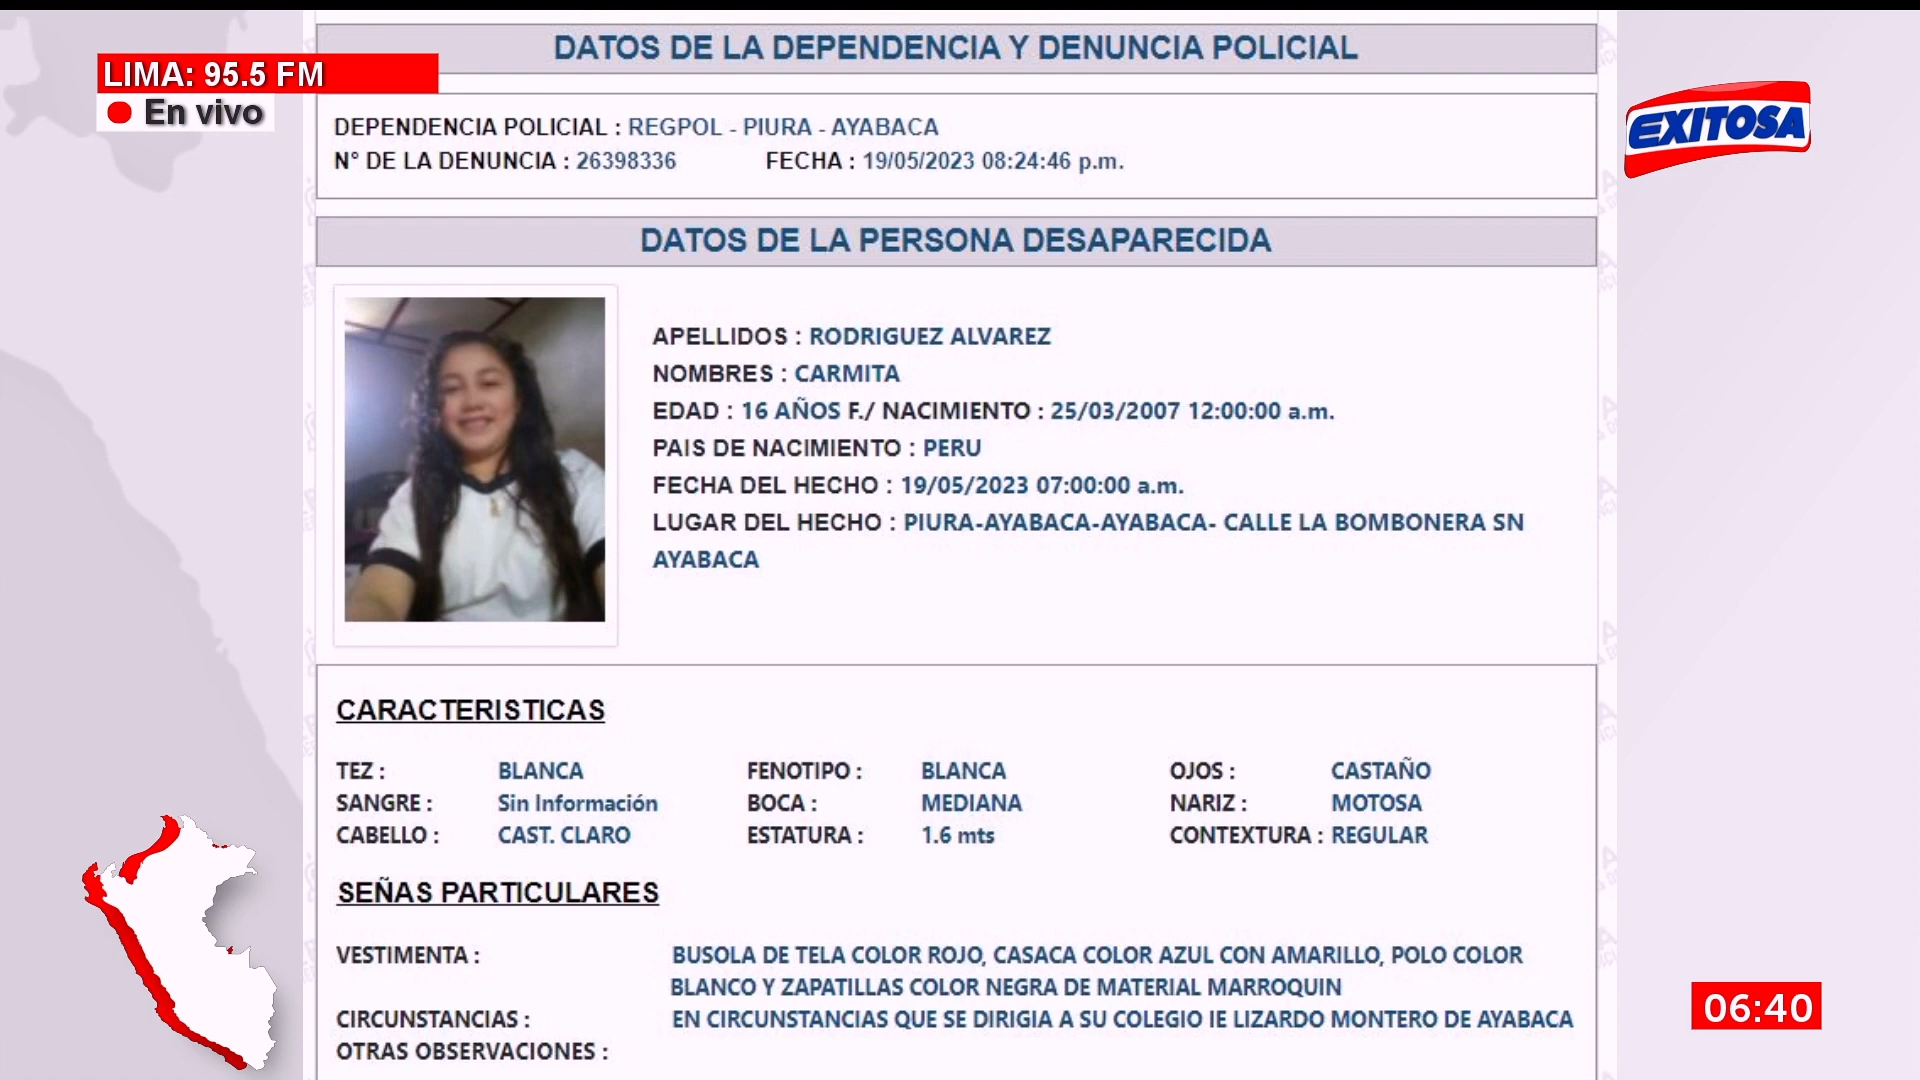 LIMA: 95.5 FM
En vivo
EXITOSA
DATOS DE LA DEPENDENCIA Y DENUNCIA POLICIAL
DEPENDENCIA POLICIAL : REGPOL - PIURA - AYABACA
N° DE LA DENUNCIA : 26398336 FECHA : 19/05/2023 08:24:46 p.m.
DATOS DE LA PERSONA DESAPARECIDA
APELLIDOS : RODRIGUEZ ALVAREZ
NOMBRES : CARMITA
EDAD : 16 AÑOS F./ NACIMIENTO : 25/03/2007 12:00:00 a.m.
PAIS DE NACIMIENTO : PERU
FECHA DEL HECHO : 19/05/2023 07:00:00 a.m.
LUGAR DEL HECHO : PIURA-AYABACA-AYABACA- CALLE LA BOMBONERA SN
AYABACA
CARACTERISTICAS
TEZ : BLANCA FENOTIPO : BLANCA OJOS : CASTAÑO
SANGRE : Sin Información BOCA : MEDIANA NARIZ : MOTOSA
CABELLO : CAST. CLARO ESTATURA : 1.6 mts CONTEXTURA : REGULAR
SEÑAS PARTICULARES
VESTIMENTA : BUSOLA DE TELA COLOR ROJO, CASACA COLOR AZUL CON AMARILLO, POLO COLOR
BLANCO Y ZAPATILLAS COLOR NEGRA DE MATERIAL MARROQUIN
CIRCUNSTANCIAS : EN CIRCUNSTANCIAS QUE SE DIRIGIA A SU COLEGIO IE LIZARDO MONTERO DE AYABACA
OTRAS OBSERVACIONES :
06:40